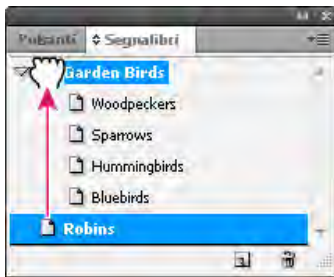 Pulsanti Segnalibri
Garden Birds
Woodpeckers
Sparrows
Hummingbirds
Bluebirds
Robins